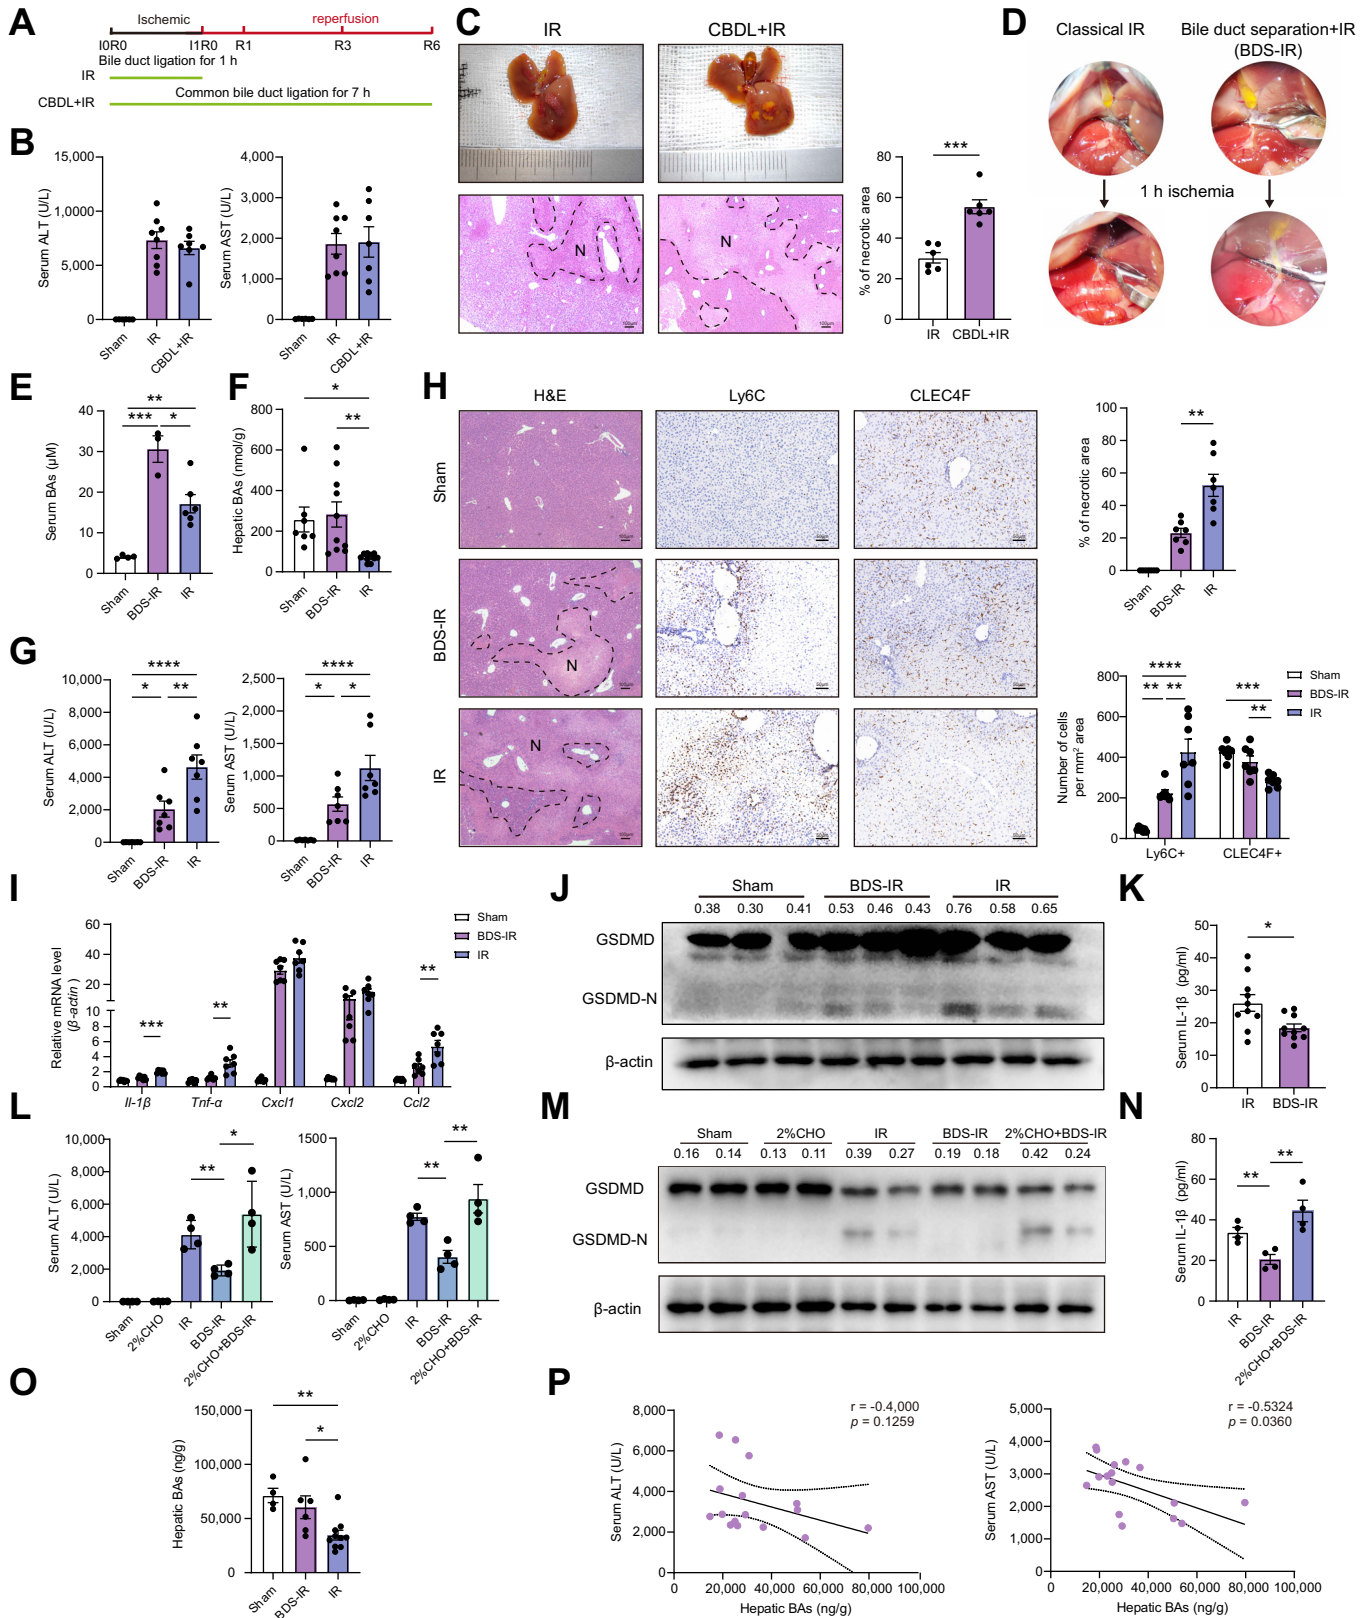 A
Ischemic
reperfusion
I0R0
I1R0
R1
R3
R6
Bile duct ligation for 1 h
IR
Common bile duct ligation for 7 h
CBDL+IR
B
Serum ALT (U/L)
15,000
1,0000
5,000
0
Sham
IR
CBDL+IR
Serum AST (U/L)
4,000
3,000
2,000
1,000
0
Sham
IR
CBDL+IR
C
IR
CBDL+IR
N
100μm
N
100μm
% of necrotic area
80
60
40
20
0
***
IR
CBDL+IR
D
Classical IR
Bile duct separation+IR
(BDS-IR)
1 h ischemia
E
Serum BAs (μM)
40
30
20
10
0
**
***
*
Sham
BDS-IR
IR
F
Hepatic BAs (nmol/g)
800
600
400
200
0
*
**
Sham
BDS-IR
IR
G
Serum ALT (U/L)
10,000
8,000
6,000
4,000
2,000
0
****
*
**
Sham
BDS-IR
IR
Serum AST (U/L)
2,500
2,000
1,500
1,000
500
0
****
*
*
Sham
BDS-IR
IR
H
H&E
Ly6C
CLEC4F
Sham
BDS-IR
IR
N
N
100μm
50μm
50μm
100μm
50μm
50μm
100μm
50μm
50μm
% of necrotic area
100
80
60
40
20
0
**
Sham
BDS-IR
IR
Number of cells
per mm² area
800
600
400
200
0
****
**
**
***
**
Sham
BDS-IR
IR
Ly6C+
CLEC4F+
I
Relative mRNA level
(β-actin)
60
40
20
10
8
6
4
2
0
Sham
BDS-IR
IR
***
**
**
Il-1β
Tnf-α
Cxcl1
Cxcl2
Ccl2
J
Sham
BDS-IR
IR
0.38 0.30 0.41 0.53 0.46 0.43 0.76 0.58 0.65
GSDMD
GSDMD-N
β-actin
K
Serum IL-1β (pg/ml)
50
40
30
20
10
0
*
IR
BDS-IR
L
Serum ALT (U/L)
10,000
8,000
6,000
4,000
2,000
0
**
*
Sham
2%CHO
IR
BDS-IR
2%CHO+BDS-IR
Serum AST (U/L)
1500
1,000
500
0
**
**
Sham
2%CHO
IR
BDS-IR
2%CHO+BDS-IR
M
Sham
2%CHO
IR
BDS-IR
2%CHO+BDS-IR
0.16 0.14 0.13 0.11 0.39 0.27 0.19 0.18 0.42 0.24
GSDMD
GSDMD-N
β-actin
N
Serum IL-1β (pg/ml)
80
60
40
20
0
**
**
IR
BDS-IR
2%CHO+BDS-IR
O
Hepatic BAs (ng/g)
150,000
100,000
50,000
0
**
*
Sham
BDS-IR
IR
P
Serum ALT (U/L)
8,000
6,000
4,000
2,000
0
r = -0.4,000
p = 0.1259
0
20,000
40,000
60,000
80,000
100,000
Hepatic BAs (ng/g)
Serum AST (U/L)
5,000
4,000
3,000
2,000
1,000
0
r = -0.5324
p = 0.0360
0
20,000
40,000
60,000
80,000
100,000
Hepatic BAs (ng/g)